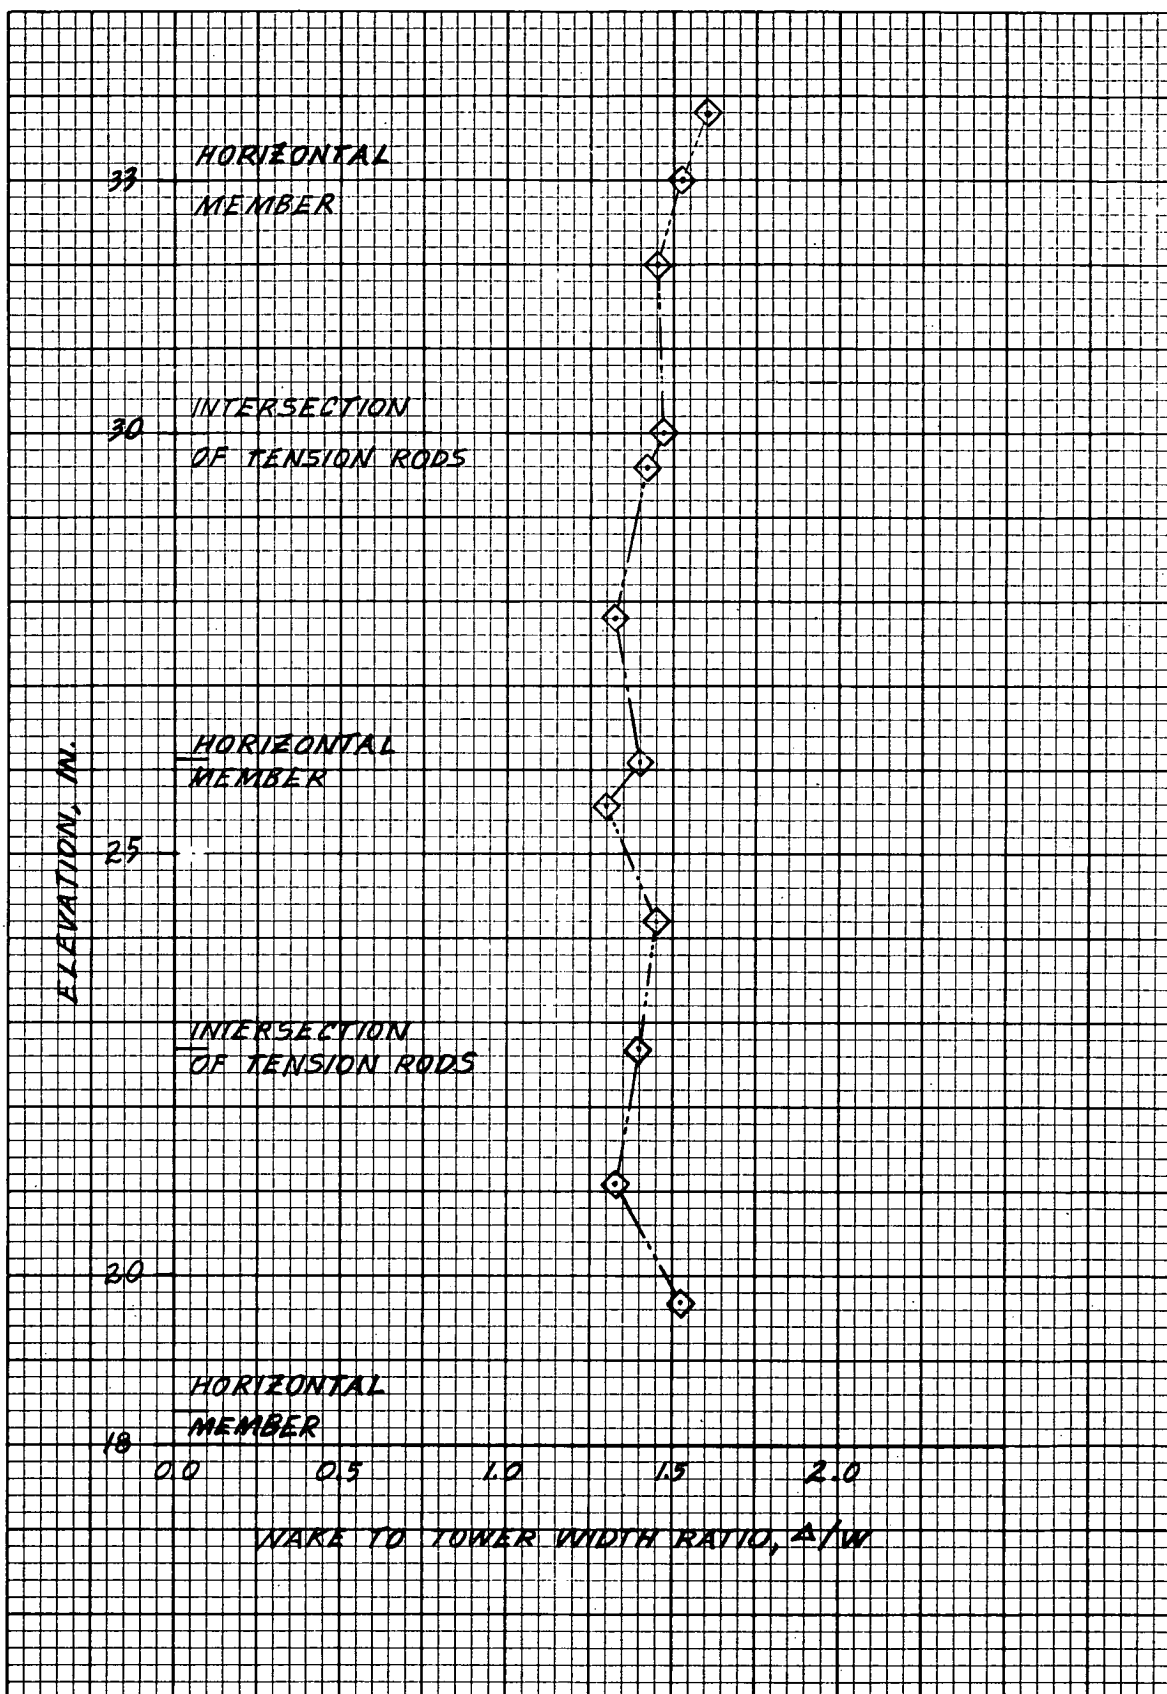 HORIZONTAL
33
MEMBER
INTERSECTION
30
OF TENSION RODS
HORIZONTAL
MEMBER
ELEVATION, IN.
25
INTERSECTION
OF TENSION RODS
20
HORIZONTAL
MEMBER
18
0.0 0.5 1.0 1.5 2.0
WAKE TO TOWER WIDTH RATIO, Δ/W